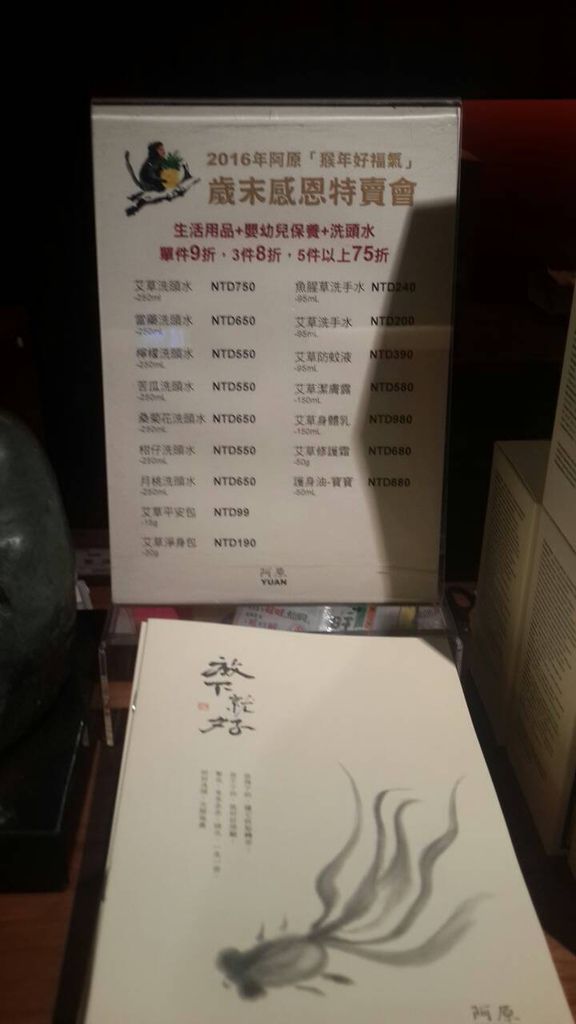 2016年阿原「猴年好福氣」
歲末感恩特賣會
生活用品+嬰幼兒保養+洗頭水
單件9折，3件8折，5件以上75折
艾草洗頭水 NTD750
-250ml
當藥洗頭水 NTD650
-250mL
檸檬洗頭水 NTD550
-250mL
苦瓜洗頭水 NTD550
-250mL
桑菊花洗頭水 NTD650
-250mL
柑仔洗頭水 NTD550
-250mL
月桃洗頭水 NTD650
-250mL
艾草平安包 NTD99
-15g
艾草淨身包 NTD190
-30g
魚腥草洗手水 NTD240
-95mL
艾草洗手水 NTD200
-95mL
艾草防蚊液 NTD390
-95mL
艾草潔膚露 NTD580
-150mL
艾草身體乳 NTD980
-150mL
艾草修護霜 NTD680
-50g
護身油-寶寶 NTD880
-50mL
阿原
YUAN
放下就好
阿原